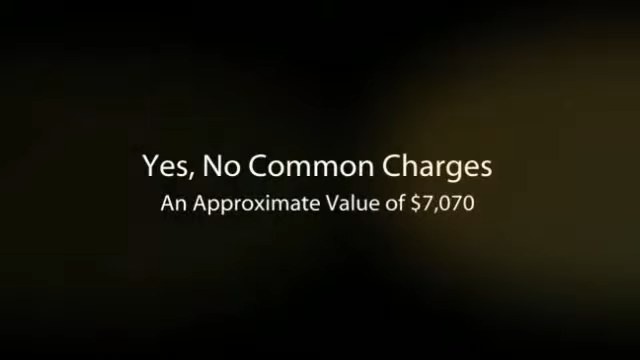 Yes, No Common Charges
An Approximate Value of $7,070